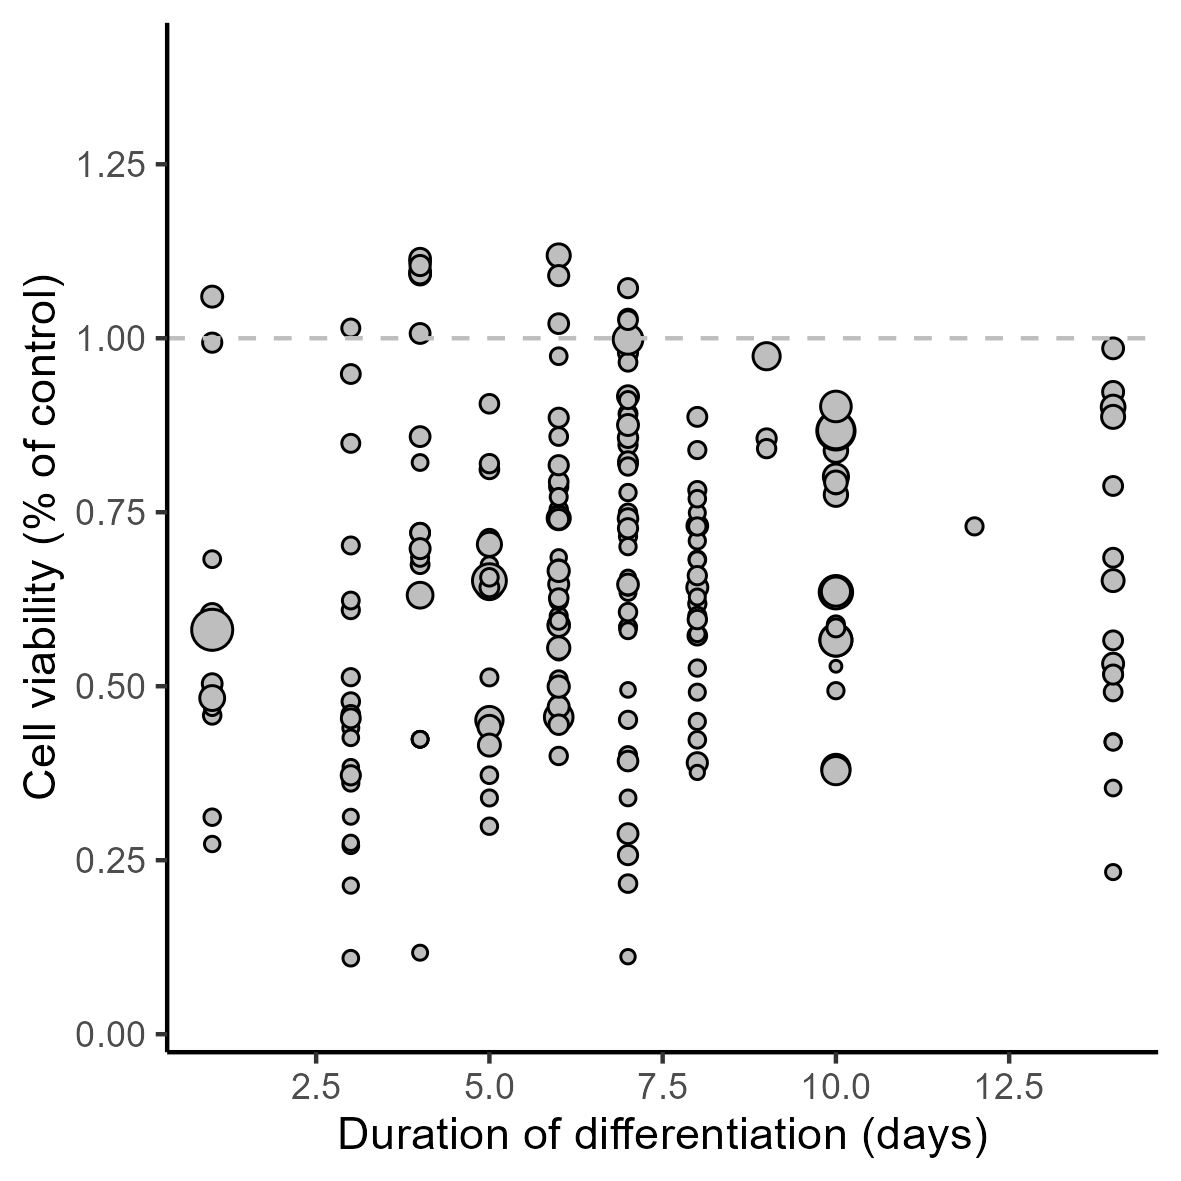 Cell viability (% of control)
1.25
1.00
0.75
0.50
0.25
0.00
2.5 5.0 7.5 10.0 12.5
Duration of differentiation (days)